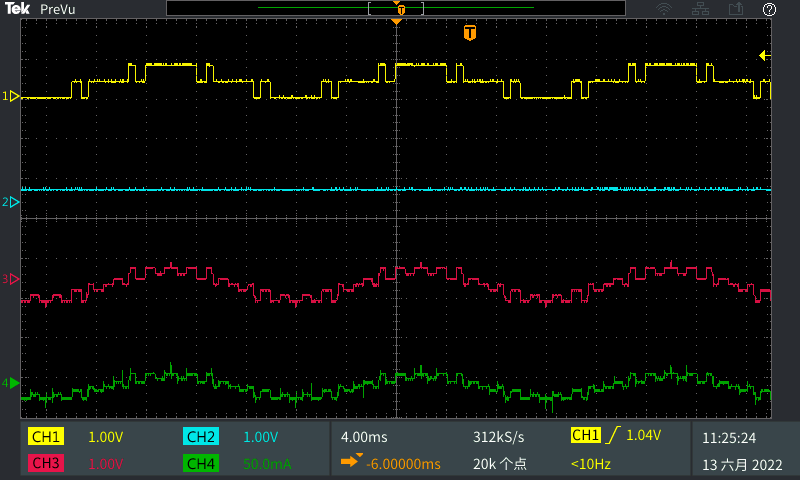 Tek PreVu
T
T
?
1
2
3
4
CH1 1.00V CH2 1.00V 4.00ms 312kS/s CH1 1.04V 11:25:24
CH3 1.00V CH4 50.0mA -6.00000ms 20k 个点 <10Hz 13 六月 2022